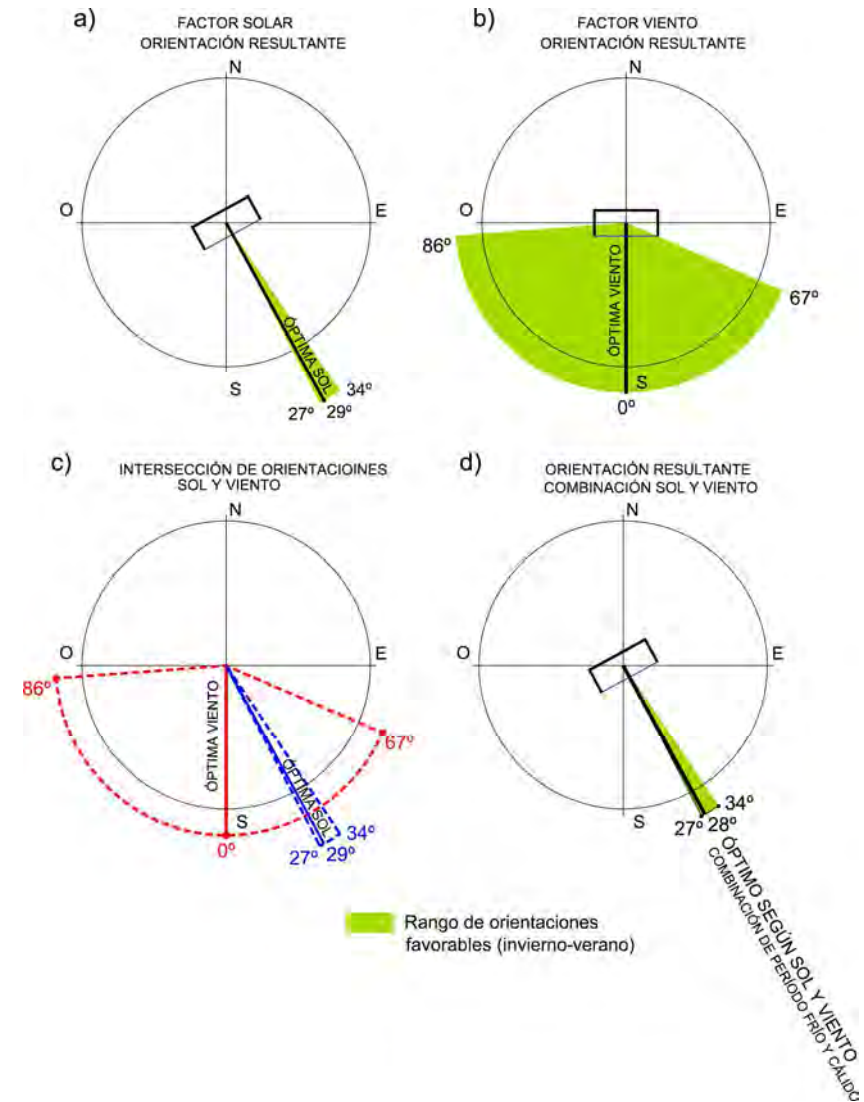 a)
FACTOR SOLAR
ORIENTACIÓN RESULTANTE
N
O
E
S
ÓPTIMA SOL
34º
27º 29º
b)
FACTOR VIENTO
ORIENTACIÓN RESULTANTE
N
O
E
86º
67º
ÓPTIMA VIENTO
S
0º
c)
INTERSECCIÓN DE ORIENTACIOINES
SOL Y VIENTO
N
O
E
86º
67º
ÓPTIMA VIENTO
ÓPTIMA SOL
S
0º
34º
27º 29º
d)
ORIENTACIÓN RESULTANTE
COMBINACIÓN SOL Y VIENTO
N
O
E
S
34º
27º 28º
ÓPTIMO SEGÚN SOL Y VIENTO
COMBINACIÓN DE PERÍODO FRÍO Y CÁLIDO
Rango de orientaciones
favorables (invierno-verano)